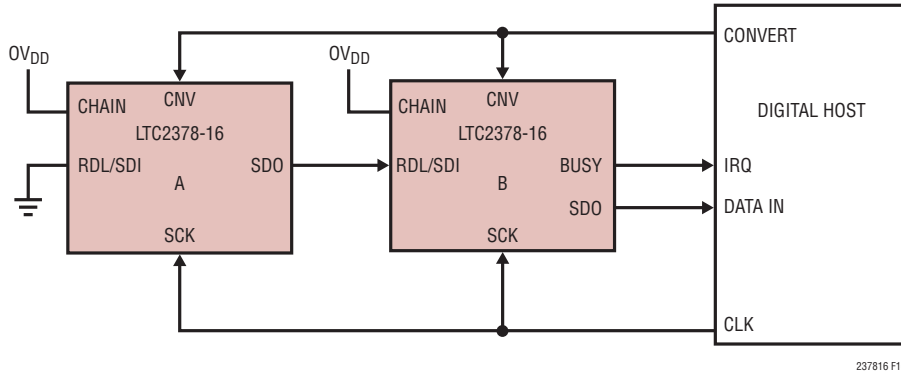 CONVERT
OVDD
OVDD
CHAIN
CNV
CHAIN
CNV
DIGITAL HOST
LTC2378-16
LTC2378-16
RDL/SDI
SDO
RDL/SDI
BUSY
IRQ
A
B
SDO
DATA IN
SCK
SCK
CLK
237816 F1